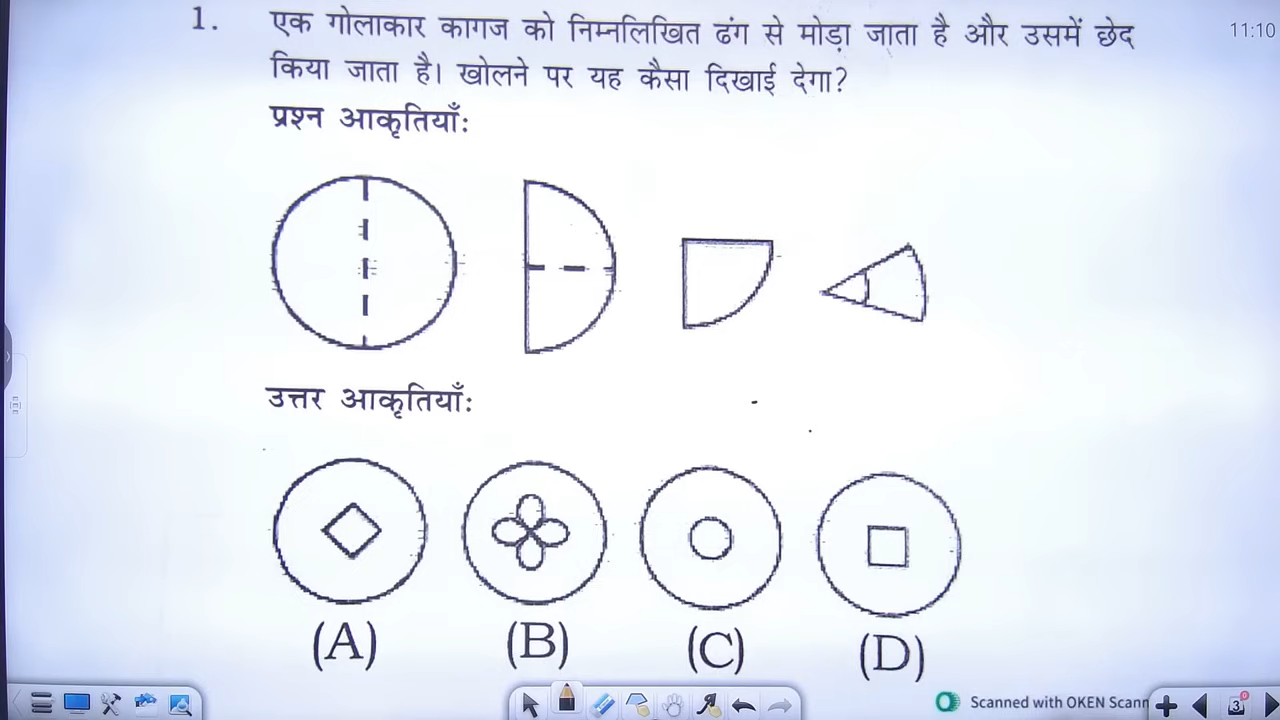 11:10
1. एक गोलाकार कागज को निम्नलिखित ढंग से मोड़ा जाता है और उसमें छेद
किया जाता है। खोलने पर यह कैसा दिखाई देगा?
प्रश्न आकृतियाँ:
उत्तर आकृतियाँ:
(A) (B) (C) (D)
Scanned with OKEN Scann
3